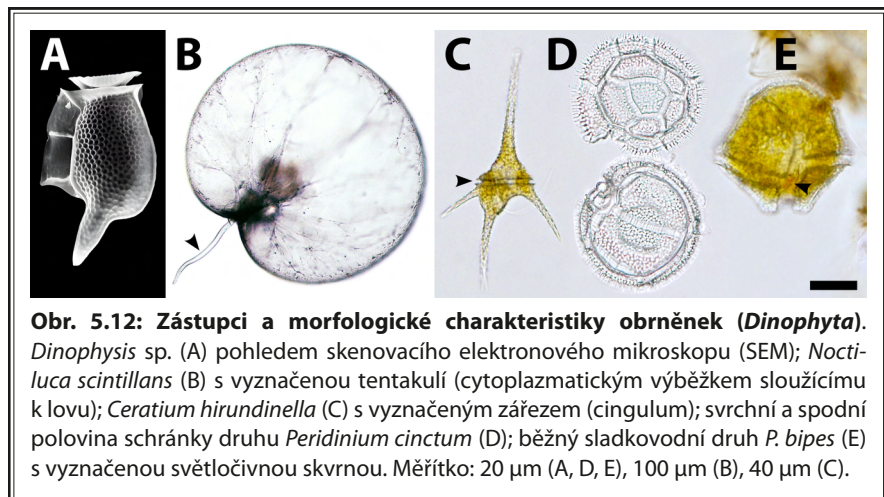 A B C D E
Obr. 5.12: Zástupci a morfologické charakteristiky obrněnek (Dinophyta).
Dinophysis sp. (A) pohledem skenovacího elektronového mikroskopu (SEM); Nocti-
luca scintillans (B) s vyznačenou tentakulí (cytoplazmatickým výběžkem sloužícímu
k lovu); Ceratium hirundinella (C) s vyznačeným zářezem (cingulum); svrchní a spodní
polovina schránky druhu Peridinium cinctum (D); běžný sladkovodní druh P. bipes (E)
s vyznačenou světločivnou skvrnou. Měřítko: 20 μm (A, D, E), 100 μm (B), 40 μm (C).